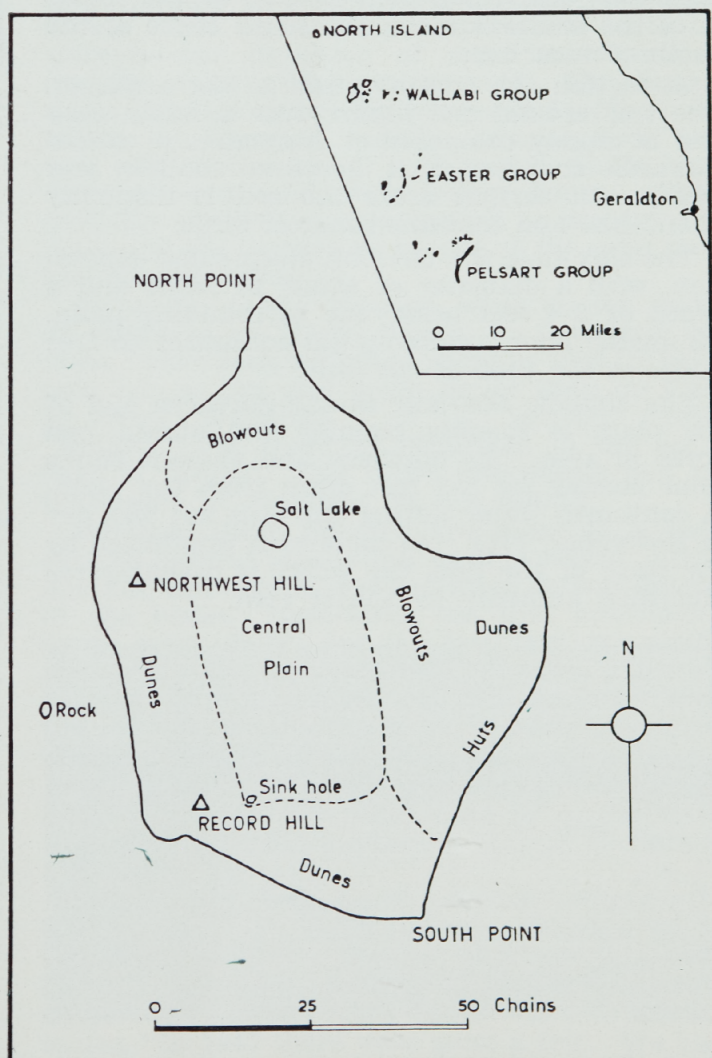 NORTH ISLAND
WALLABI GROUP
EASTER GROUP
Geraldton
PELSART GROUP
0 10 20 Miles
NORTH POINT
Blowouts
Salt Lake
NORTHWEST HILL
Central
Plain
Blowouts
Dunes
Dunes
Rock
Huts
N
Sink hole
RECORD HILL
Dunes
SOUTH POINT
0 25 50 Chains